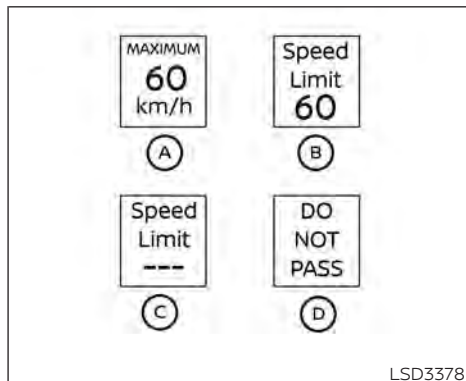 MAXIMUM
60
km/h
A
Speed
Limit
60
B
Speed
Limit
---
C
DO
NOT
PASS
D
LSD3378